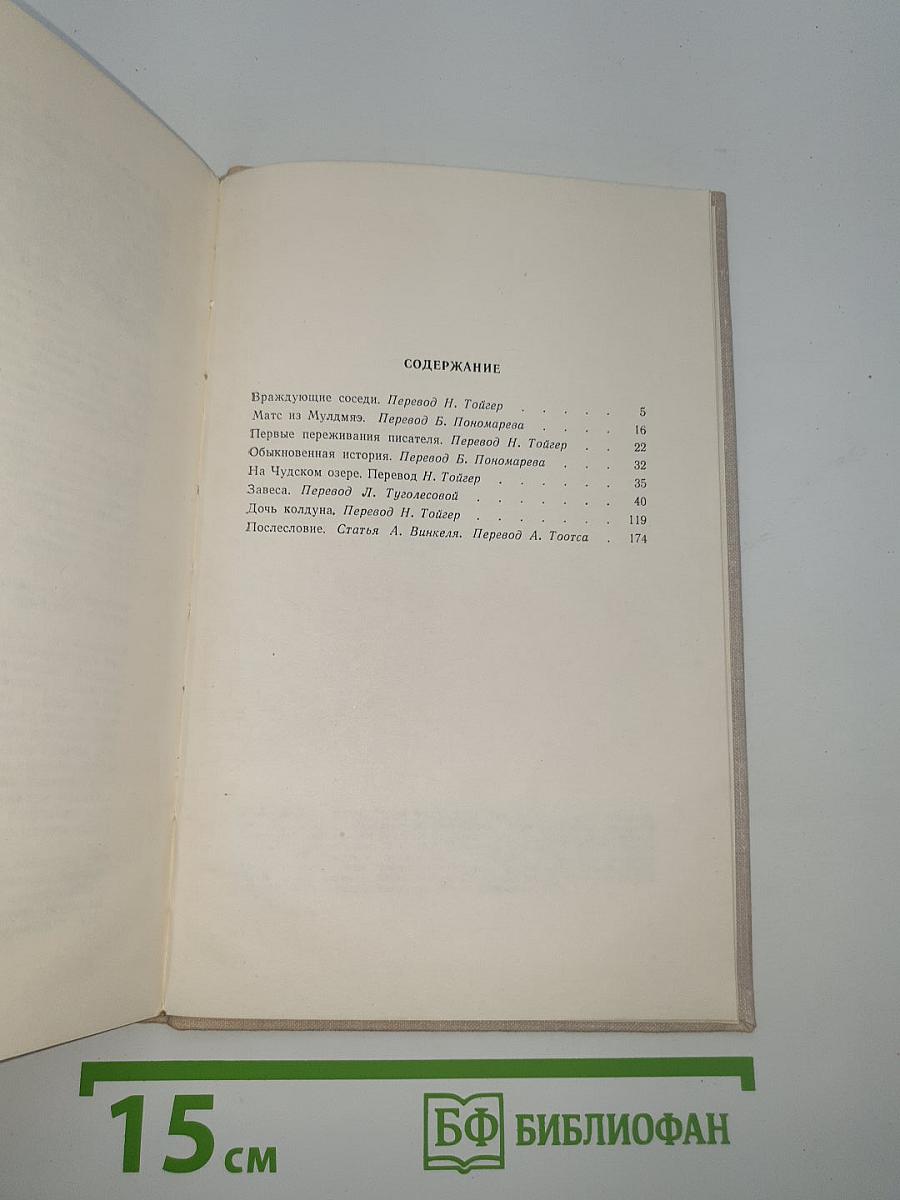 СОДЕРЖАНИЕ
Враждующие соседи. Перевод Н. Тойгер . . . . . 5
Матс из Мулдмяэ. Перевод Б. Пономарева . . . . 16
Первые переживания писателя. Перевод Н. Тойгер . . 22
Обыкновенная история. Перевод Б. Пономарева . . . 32
На Чудском озере. Перевод Н. Тойгер . . . . . . 35
Завеса. Перевод Л. Туголесовой . . . . . . . 40
Дочь колдуна. Перевод Н. Тойгер . . . . . . . 119
Послесловие. Статья А. Винкеля. Перевод А. Тоотса . 174
15 см
БФ БИБЛИОФАН